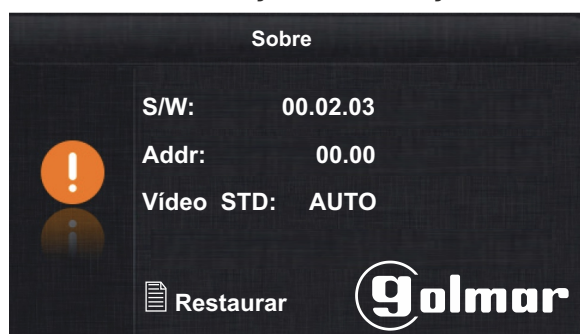 Sobre
S/W: 00.02.03
Addr: 00.00
Vídeo STD: AUTO
Restaurar
golmar